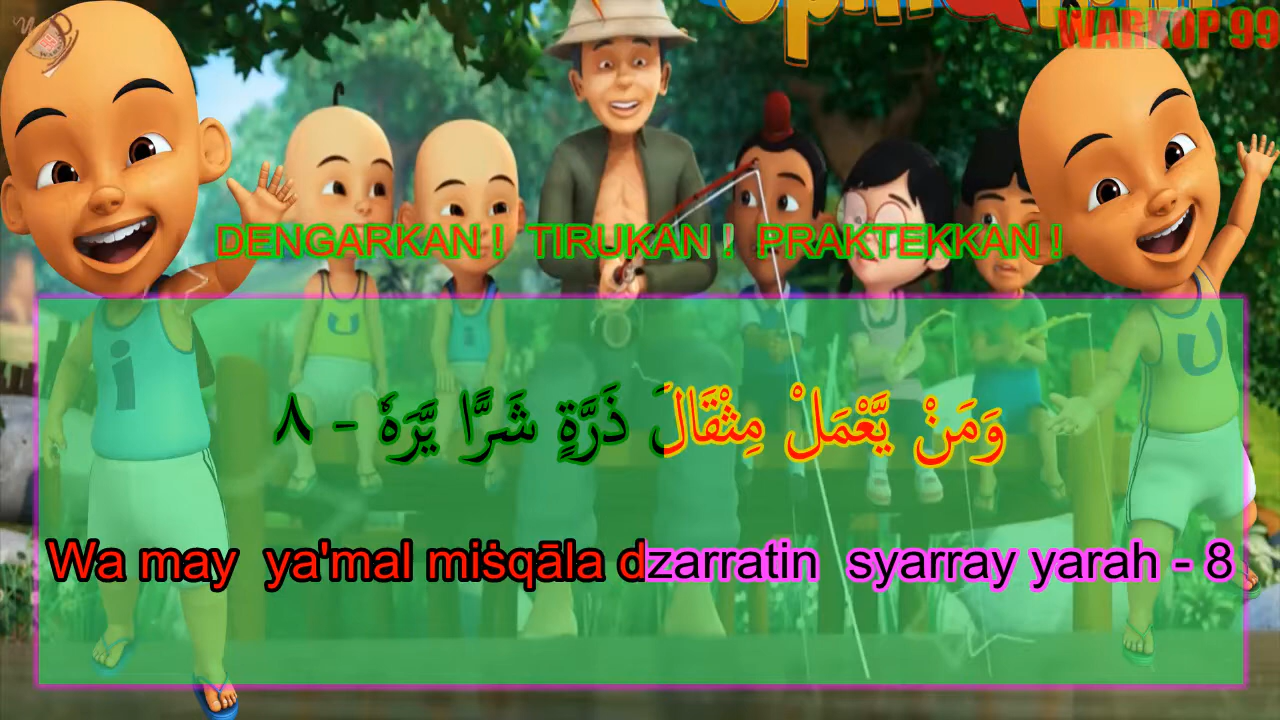 WARKOP 99
DENGARKAN ! TIRUKAN ! PRAKTEKKAN !
وَمَنْ يَّعْمَلْ مِثْقَالَ ذَرَّةٍ شَرًّا يَّرَهٗ - ٨
Wa may ya'mal miṡqāla dzarratin syarray yarah - 8